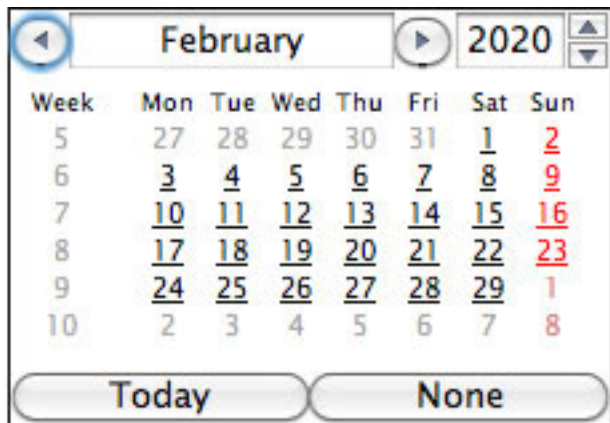 February 2020
Week Mon Tue Wed Thu Fri Sat Sun
5 27 28 29 30 31 1 2
6 3 4 5 6 7 8 9
7 10 11 12 13 14 15 16
8 17 18 19 20 21 22 23
9 24 25 26 27 28 29 1
10 2 3 4 5 6 7 8
Today None